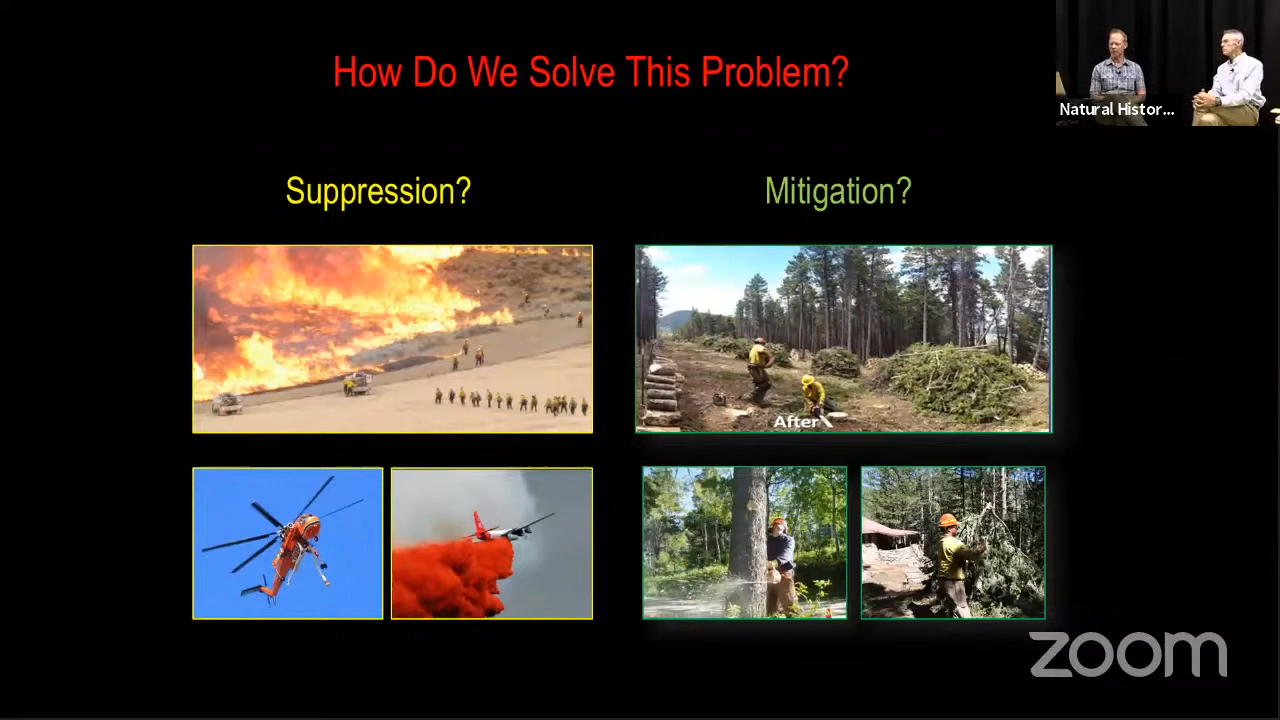 How Do We Solve This Problem?
Natural Histor...
Suppression?
Mitigation?
After
zoom